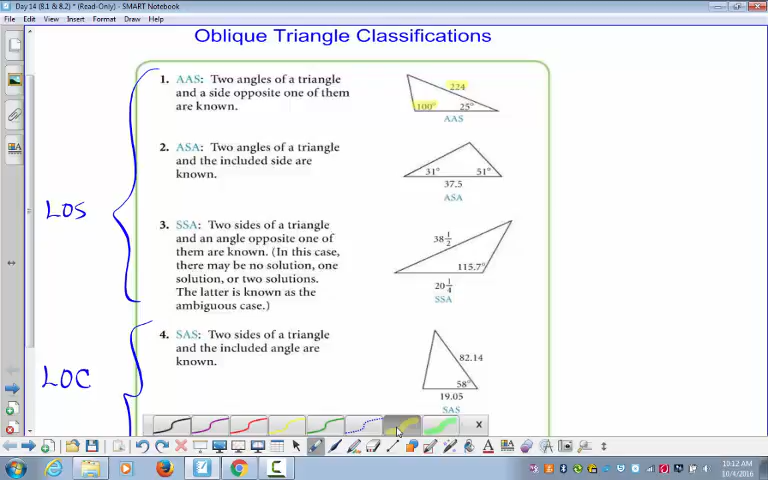 Day 14 (8.1 & 8.2) * (Read-Only) - SMART Notebook
File Edit View Insert Format Draw Help
Oblique Triangle Classifications
1. AAS: Two angles of a triangle
and a side opposite one of them
are known.
224
100°
25°
AAS
2. ASA: Two angles of a triangle
and the included side are
known.
31°
51°
37.5
ASA
LOS
3. SSA: Two sides of a triangle
and an angle opposite one of
them are known. (In this case,
there may be no solution, one
solution, or two solutions.
The latter is known as the
ambiguous case.)
38 1/2
115.7°
20 1/4
SSA
LOC
4. SAS: Two sides of a triangle
and the included angle are
known.
82.14
58°
19.05
SAS
10:12 AM
10/4/2016